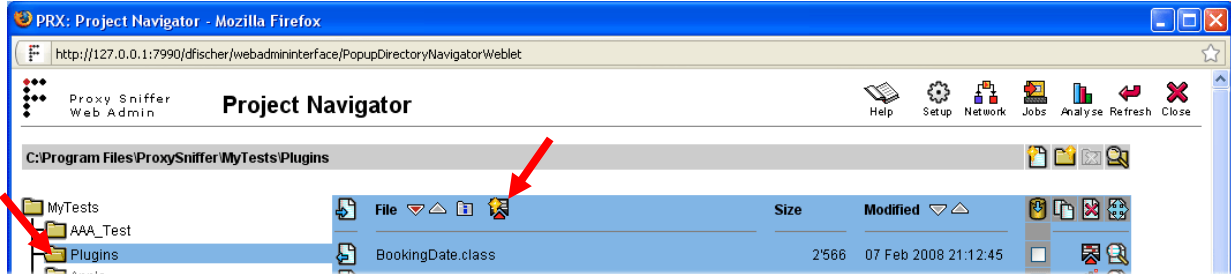 PRX: Project Navigator - Mozilla Firefox
http://127.0.0.1:7990/dfischer/webadmininterface/PopupDirectoryNavigatorWeblet
Proxy Sniffer
Web Admin
Project Navigator
Help Setup Network Jobs Analyse Refresh Close
C:\Program Files\ProxySniffer\MyTests\Plugins
MyTests
File Size Modified
AAA_Test
Plugins
BookingDate.class 2'566 07 Feb 2008 21:12:45